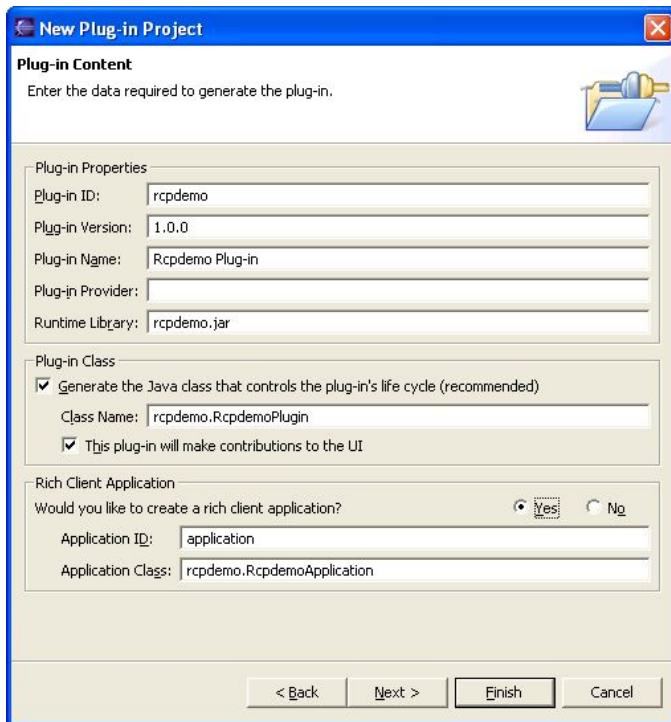 New Plug-in Project
Plug-in Content
Enter the data required to generate the plug-in.
Plug-in Properties
Plug-in ID: rcpdemo
Plug-in Version: 1.0.0
Plug-in Name: Rcpdemo Plug-in
Plug-in Provider:
Runtime Library: rcpdemo.jar
Plug-in Class
Generate the Java class that controls the plug-in's life cycle (recommended)
Class Name: rcpdemo.RcpdemoPlugin
This plug-in will make contributions to the UI
Rich Client Application
Would you like to create a rich client application? Yes No
Application ID: application
Application Class: rcpdemo.RcpdemoApplication
< Back Next > Finish Cancel